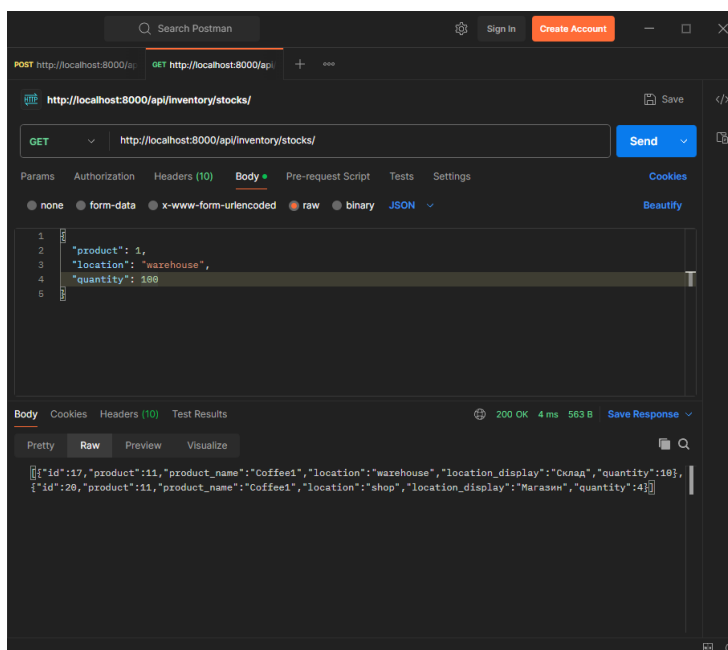 Search Postman
Sign In
Create Account
POST http://localhost:8000/ap
GET http://localhost:8000/api/
HTTP http://localhost:8000/api/inventory/stocks/
Save
GET
http://localhost:8000/api/inventory/stocks/
Send
Params Authorization Headers (10) Body Pre-request Script Tests Settings
Cookies
none form-data x-www-form-urlencoded raw binary JSON
Beautify
1 {
2 "product": 1,
3 "location": "warehouse",
4 "quantity": 100
5 }
Body Cookies Headers (10) Test Results
200 OK 4 ms 563 B Save Response
Pretty Raw Preview Visualize
[{"id":17,"product":11,"product_name":"Coffee1","location":"warehouse","location_display":"Склад","quantity":10},
{"id":20,"product":11,"product_name":"Coffee1","location":"shop","location_display":"Магазин","quantity":4}]